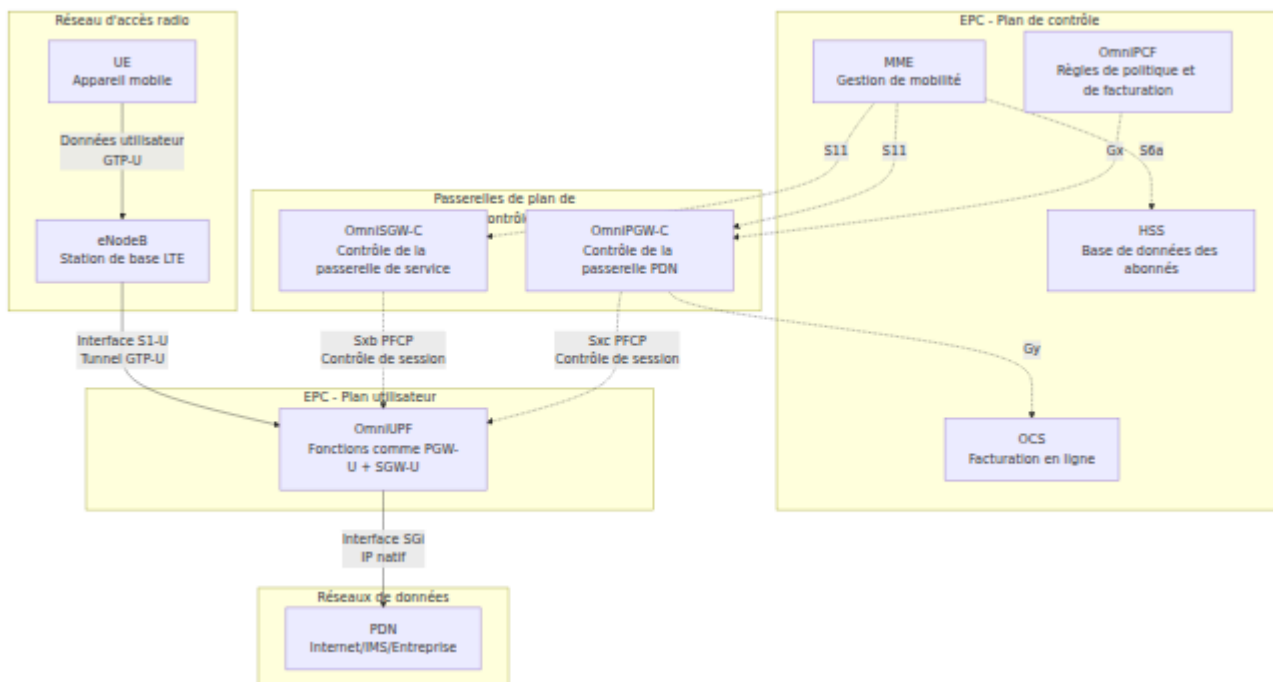 Réseau d'accès radio
UE
Appareil mobile
Données utilisateur
GTP-U
eNodeB
Station de base LTE
Interface S1-U
Tunnel GTP-U
EPC - Plan de contrôle
MME
Gestion de mobilité
OmniPCF
Règles de politique et
de facturation
S11
S11
Gx
S6a
HSS
Base de données des
abonnés
Passerelles de plan de
contrôle
OmniSGW-C
Contrôle de la
passerelle de service
OmniPGW-C
Contrôle de la
passerelle PDN
Sxb PFCP
Contrôle de session
Sxc PFCP
Contrôle de session
Gy
OCS
Facturation en ligne
EPC - Plan utilisateur
OmniUPF
Fonctions comme PGW-
U + SGW-U
Interface SGi
IP natif
Réseaux de données
PDN
Internet/IMS/Entreprise